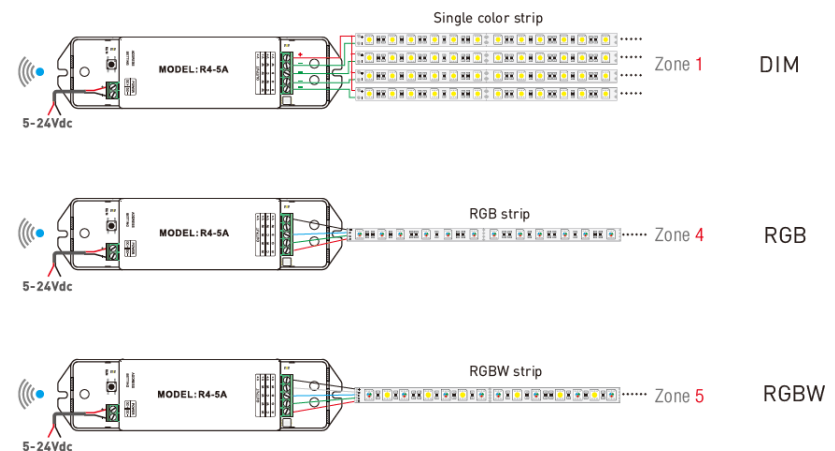 Single color strip
MODEL: R4-5A
+
-
-
-
-
Zone 1
DIM
5-24Vdc
RGB strip
MODEL: R4-5A
Zone 4
RGB
5-24Vdc
RGBW strip
MODEL: R4-5A
Zone 5
RGBW
5-24Vdc